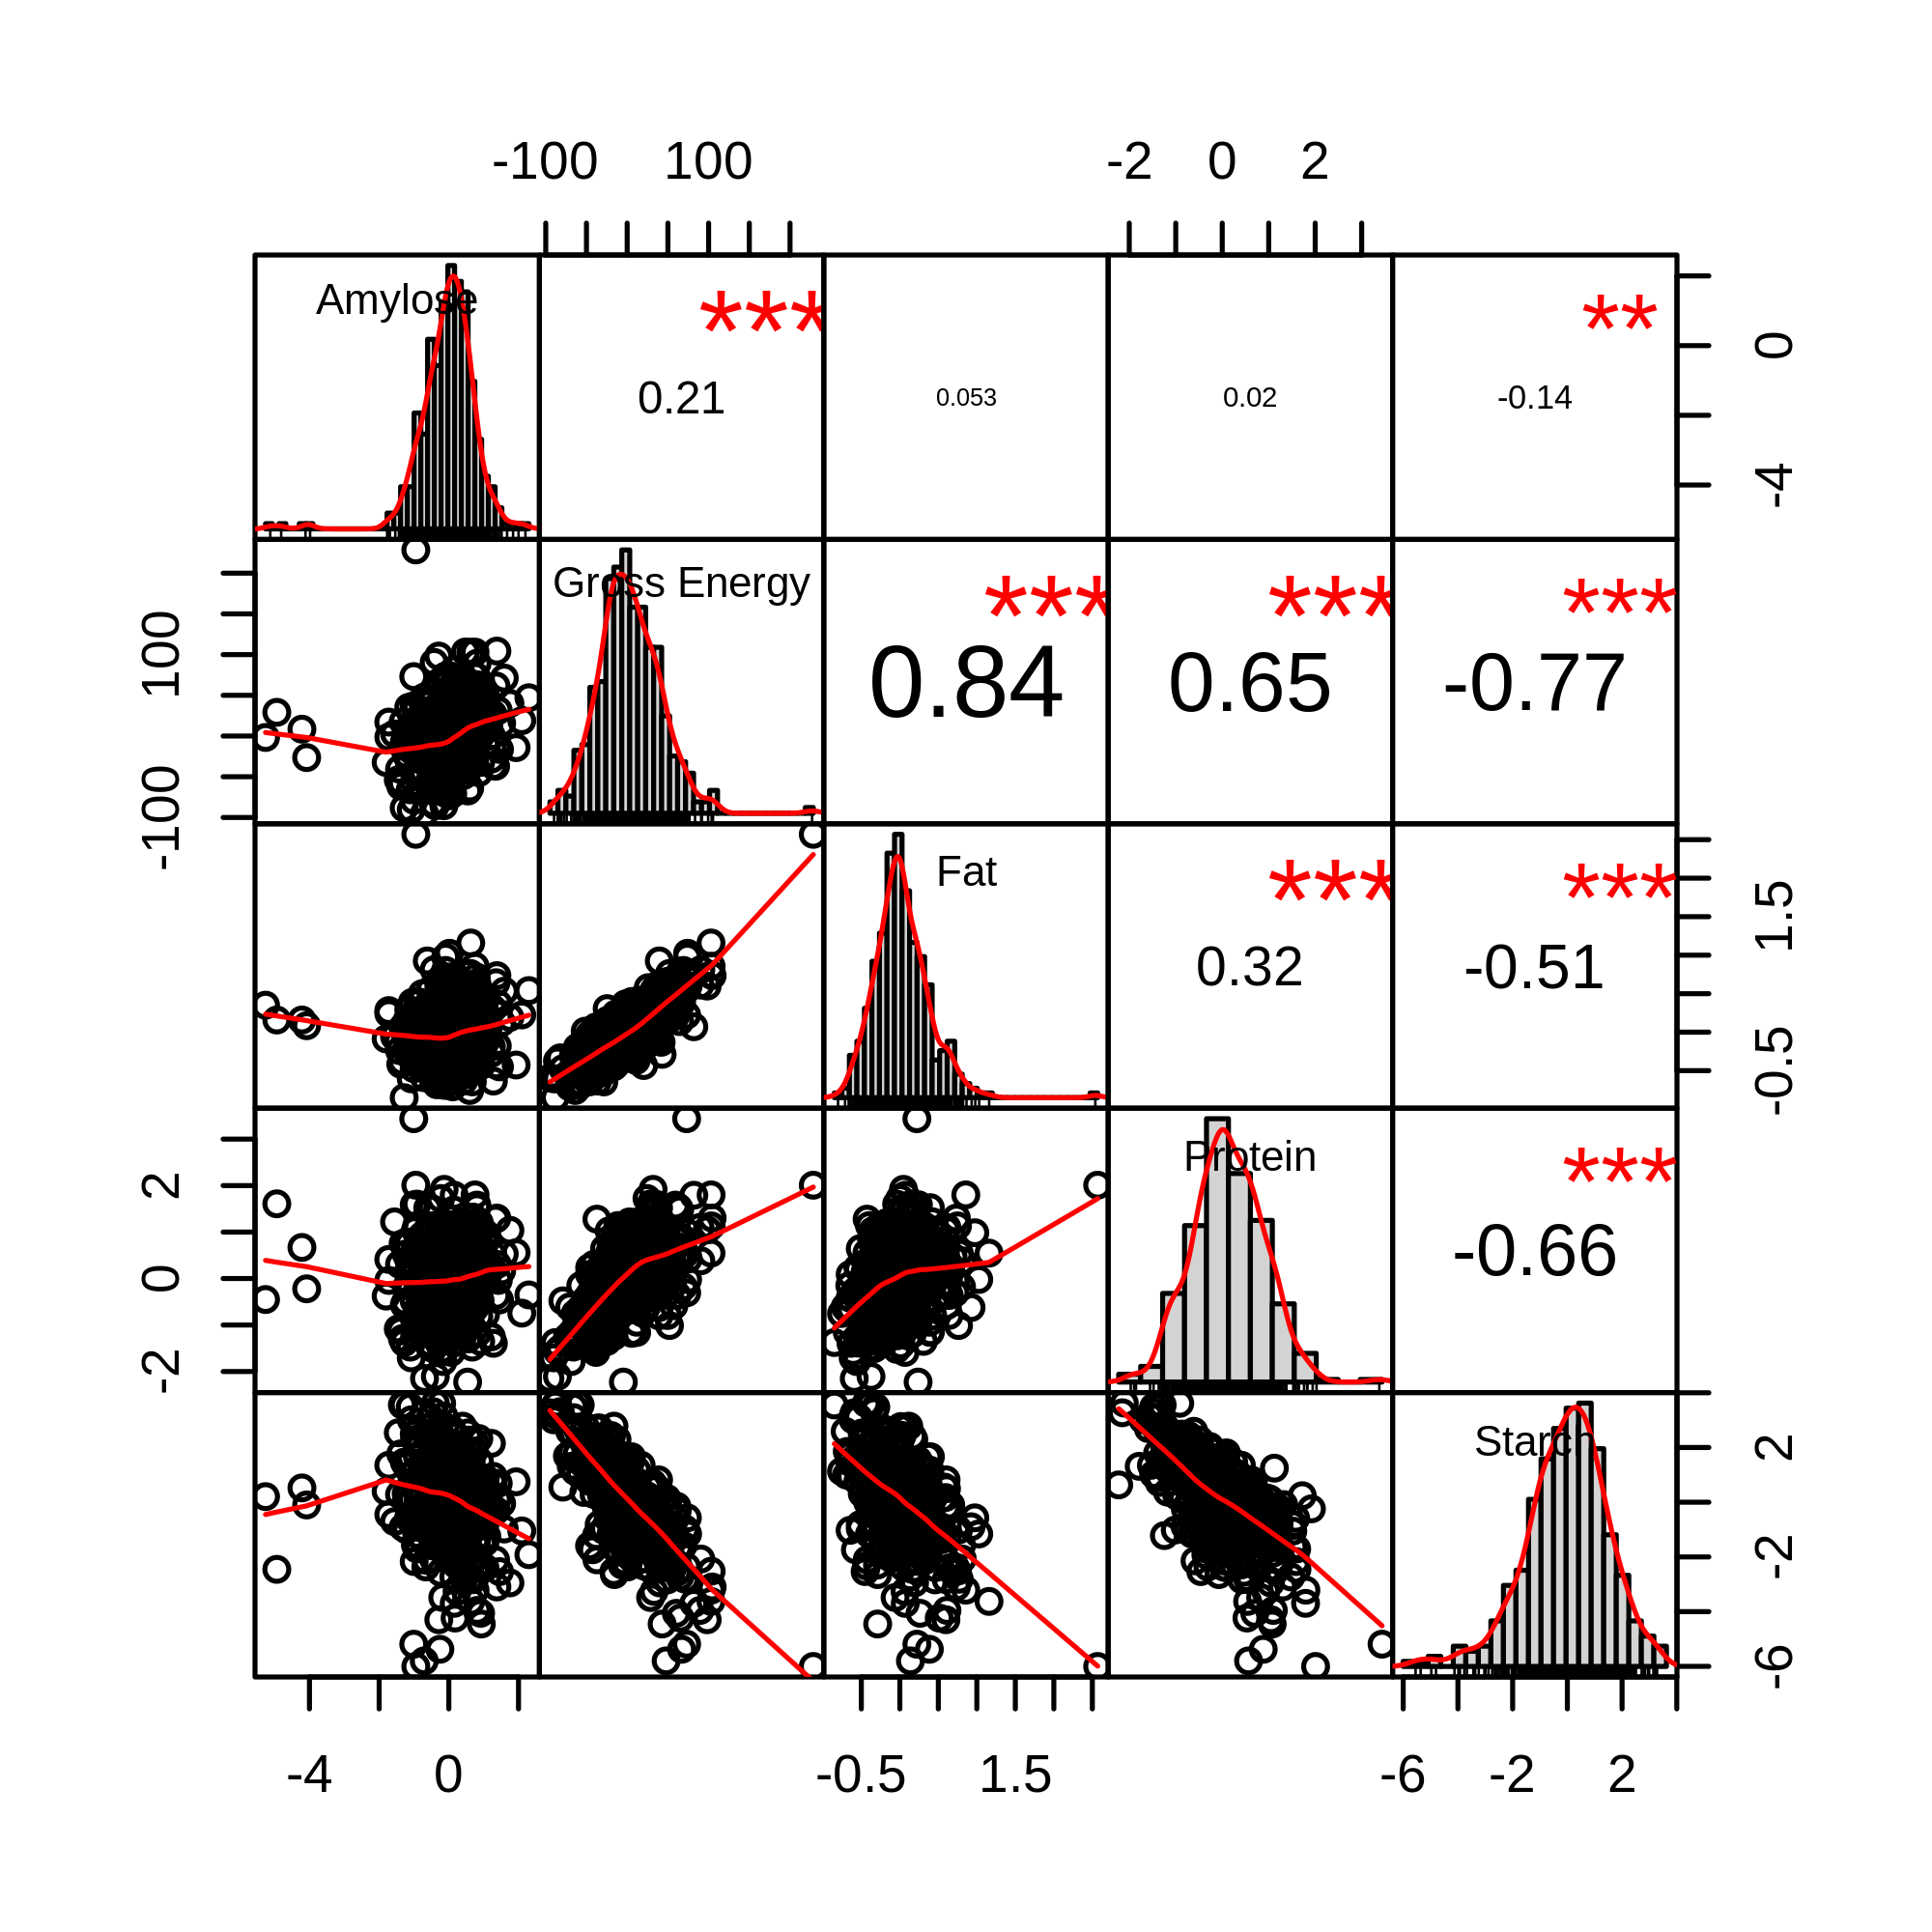 -100 100 -2 0 2
Amylose *** **
0.21 0.053 0.02 -0.14
0 -4
Gross Energy *** *** ***
0.84 0.65 -0.77
-100 100
Fat *** ***
0.32 -0.51
-0.5 1.5
Protein ***
-0.66
-2 0 2
Starch
-6 -2 2
-4 0 -0.5 1.5 -6 -2 2